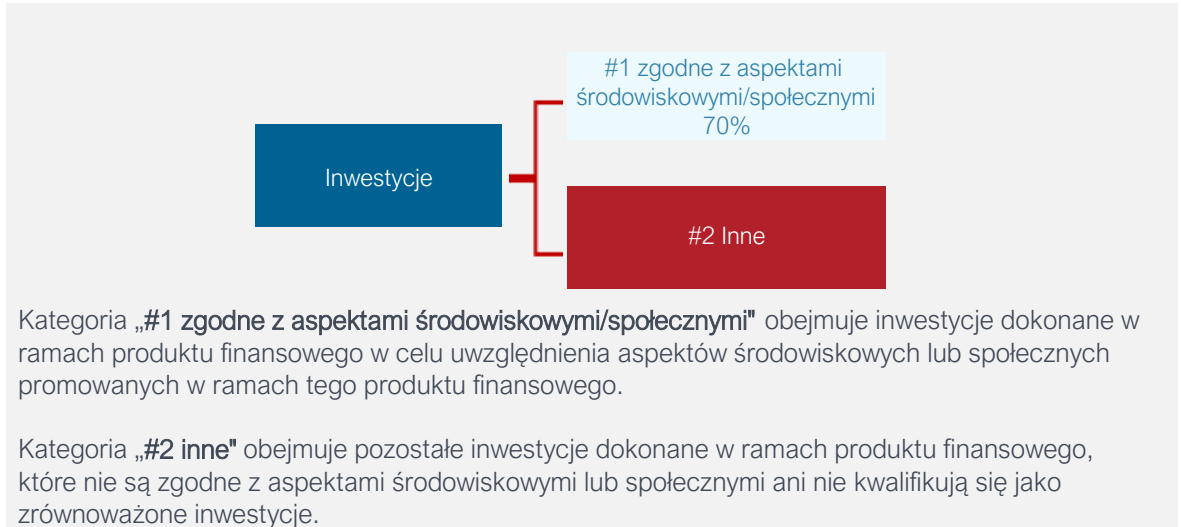 #1 zgodne z aspektami
środowiskowymi/społecznymi
70%
Inwestycje
#2 Inne
Kategoria „#1 zgodne z aspektami środowiskowymi/społecznymi" obejmuje inwestycje dokonane w
ramach produktu finansowego w celu uwzględnienia aspektów środowiskowych lub społecznych
promowanych w ramach tego produktu finansowego.
Kategoria „#2 inne" obejmuje pozostałe inwestycje dokonane w ramach produktu finansowego,
które nie są zgodne z aspektami środowiskowymi lub społecznymi ani nie kwalifikują się jako
zrównoważone inwestycje.